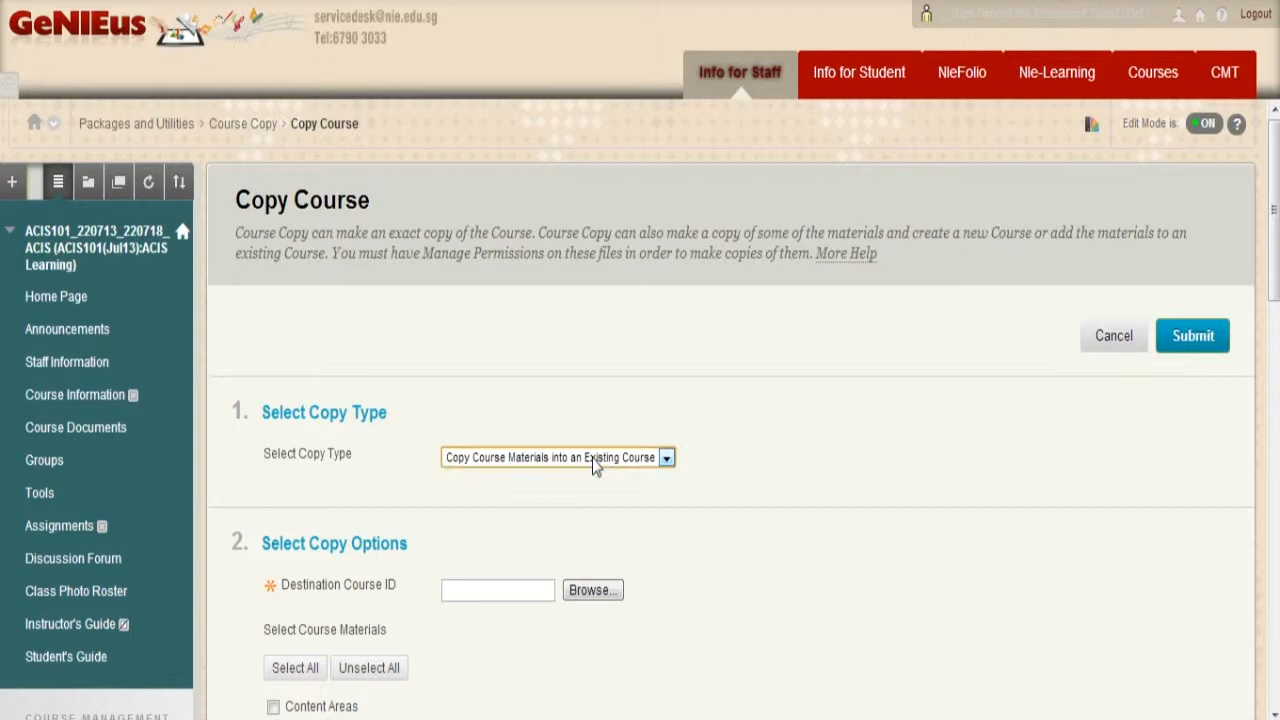 GeNIEus
servicedesk@nie.edu.sg
Tel:6790 3033
Logout
Info for Staff
Info for Student
NieFolio
Nie-Learning
Courses
CMT
Packages and Utilities > Course Copy > Copy Course
Edit Mode is: ON ?
ACIS101_220713_220718_
ACIS (ACIS101(Jul13):ACIS
Learning)
Home Page
Announcements
Staff Information
Course Information
Course Documents
Groups
Tools
Assignments
Discussion Forum
Class Photo Roster
Instructor's Guide
Student's Guide
COURSE MANAGEMENT
Copy Course
Course Copy can make an exact copy of the Course. Course Copy can also make a copy of some of the materials and create a new Course or add the materials to an
existing Course. You must have Manage Permissions on these files in order to make copies of them. More Help
Cancel
Submit
1. Select Copy Type
Select Copy Type
Copy Course Materials into an Existing Course
2. Select Copy Options
Destination Course ID
Browse...
Select Course Materials
Select All
Unselect All
Content Areas